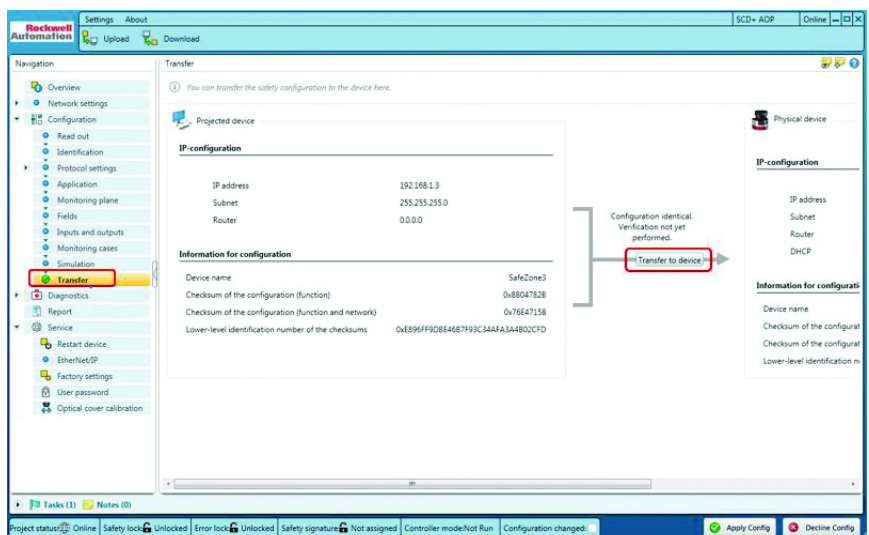 Rockwell
Automation
Settings About
SCD+ AOP
Online
Upload Download
Navigation
Overview
Network settings
Configuration
Read out
Identification
Protocol settings
Application
Monitoring plane
Fields
Inputs and outputs
Monitoring cases
Simulation
Transfer
Diagnostics
Report
Service
Restart device
EtherNet/IP
Factory settings
User password
Optical cover calibration
Transfer
You can transfer the safety configuration to the device here.
Projected device
IP-configuration
IP address 192.168.1.3
Subnet 255.255.255.0
Router 0.0.0.0
Information for configuration
Device name SafeZone3
Checksum of the configuration (function) 0x8804782B
Checksum of the configuration (function and network) 0x76E47158
Lower-level identification number of the checksums 0xE896FF9DBE46B7F93C34AFA3A4B02CFD
Configuration identical.
Verification not yet
performed.
Transfer to device
Physical device
IP-configuration
IP address
Subnet
Router
DHCP
Information for configurati
Device name
Checksum of the configurat
Checksum of the configurat
Lower-level identification n
Tasks (1) Notes (0)
Project status: Online Safety lock: Unlocked Error lock: Unlocked Safety signature: Not assigned Controller mode:Not Run Configuration changed: Apply Config Decline Config